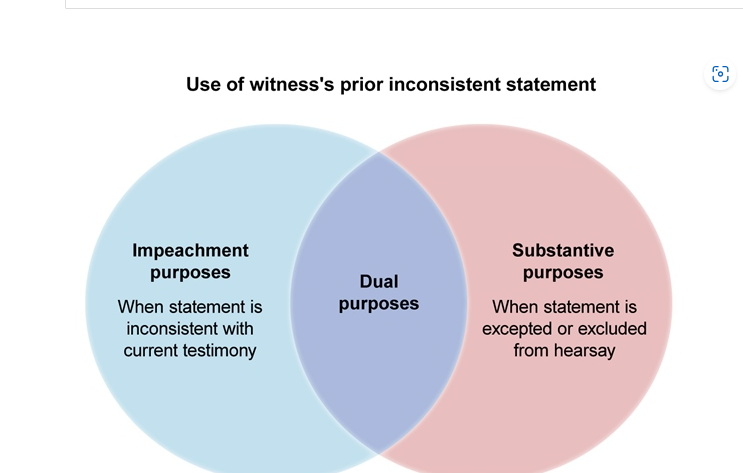 Use of witness's prior inconsistent statement
Impeachment
purposes
When statement is
inconsistent with
current testimony
Dual
purposes
Substantive
purposes
When statement is
excepted or excluded
from hearsay